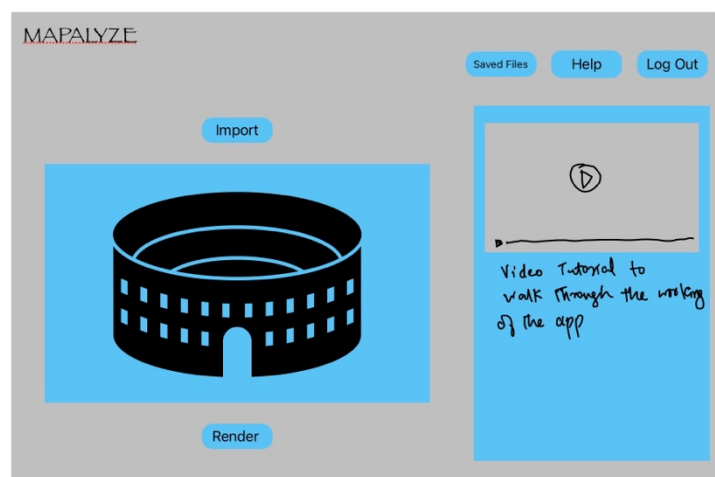 MAPALYZE
Saved Files
Help
Log Out
Import
Video Tutorial to
walk Through the working
of the app
Render